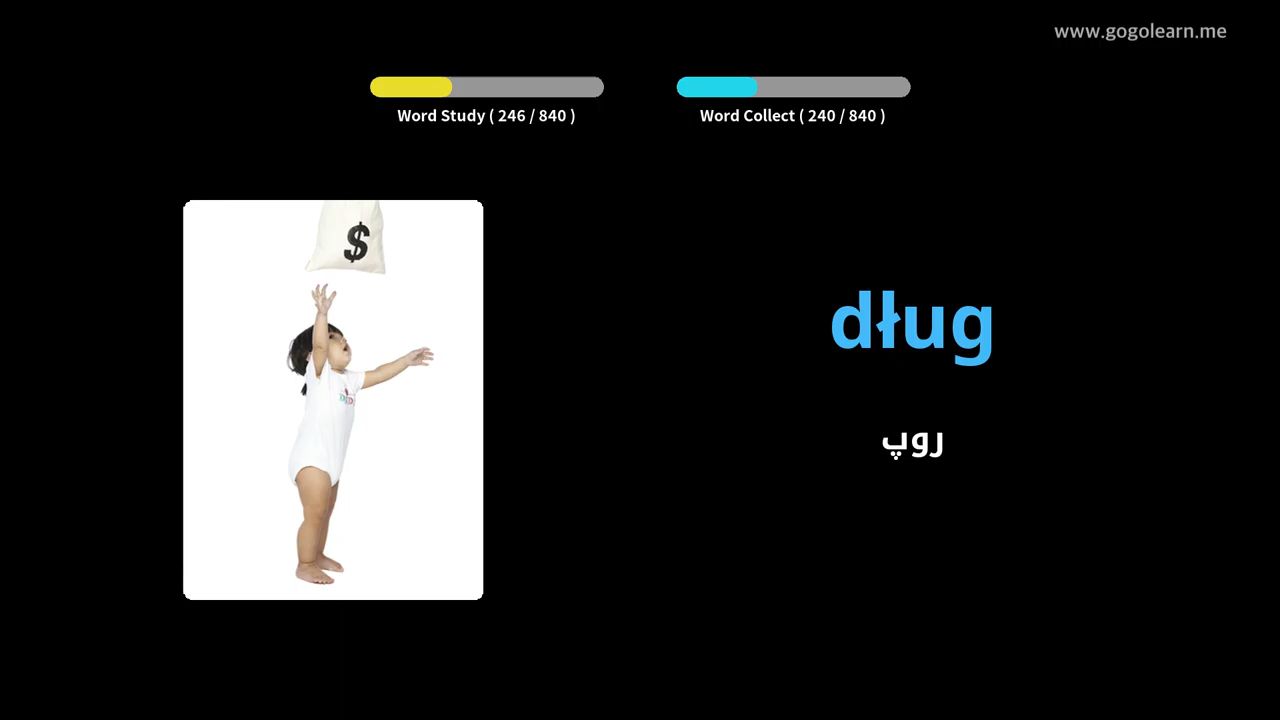 www.gogolearn.me
Word Study ( 246 / 840 )
Word Collect ( 240 / 840 )
$
dług
روپ